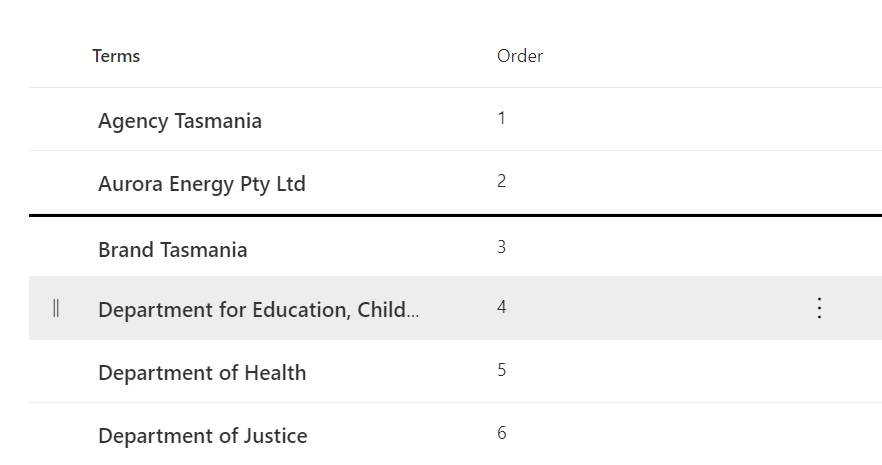 Terms Order
Agency Tasmania 1
Aurora Energy Pty Ltd 2
Brand Tasmania 3
Department for Education, Child... 4
Department of Health 5
Department of Justice 6